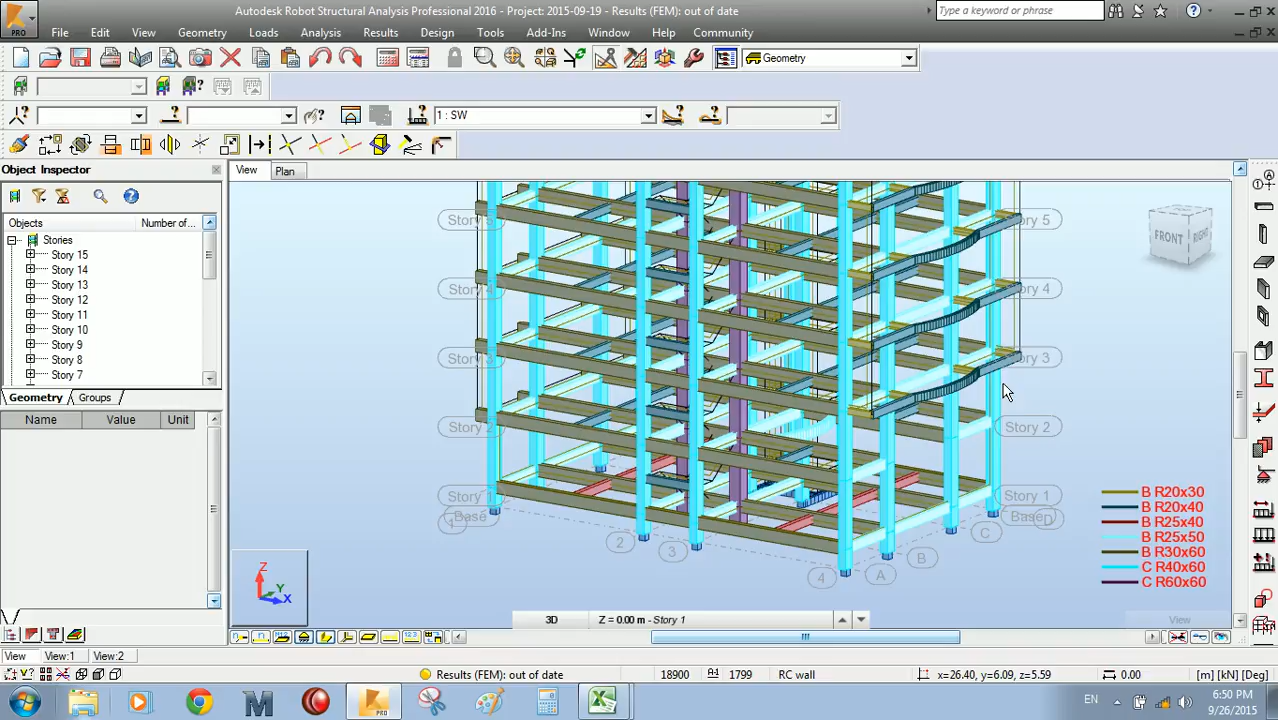 Autodesk Robot Structural Analysis Professional 2016 - Project: 2015-09-19 - Results (FEM): out of date
Type a keyword or phrase
PRO
File Edit View Geometry Loads Analysis Results Design Tools Add-Ins Window Help Community
Geometry
1 : SW
Object Inspector
View Plan
Objects Number of...
Stories
Story 15
Story 14
Story 13
Story 12
Story 11
Story 10
Story 9
Story 8
Story 7
Geometry Groups
Name Value Unit
FRONT RIGHT
Story 4
Story 4
Story 3
Story 2
Story 2
Story 1
Base
Base
D
1
2
3
4
A
B
C
B R20x30
B R20x40
B R25x40
B R25x50
B R30x60
C R40x60
C R60x60
Z
Y
X
3D Z = 0.00 m - Story 1
View
View View:1 View:2
Results (FEM): out of date 18900 1799 RC wall x=26.40, y=6.09, z=5.59 0.00 [m] [kN] [Deg]
EN
6:50 PM
9/26/2015